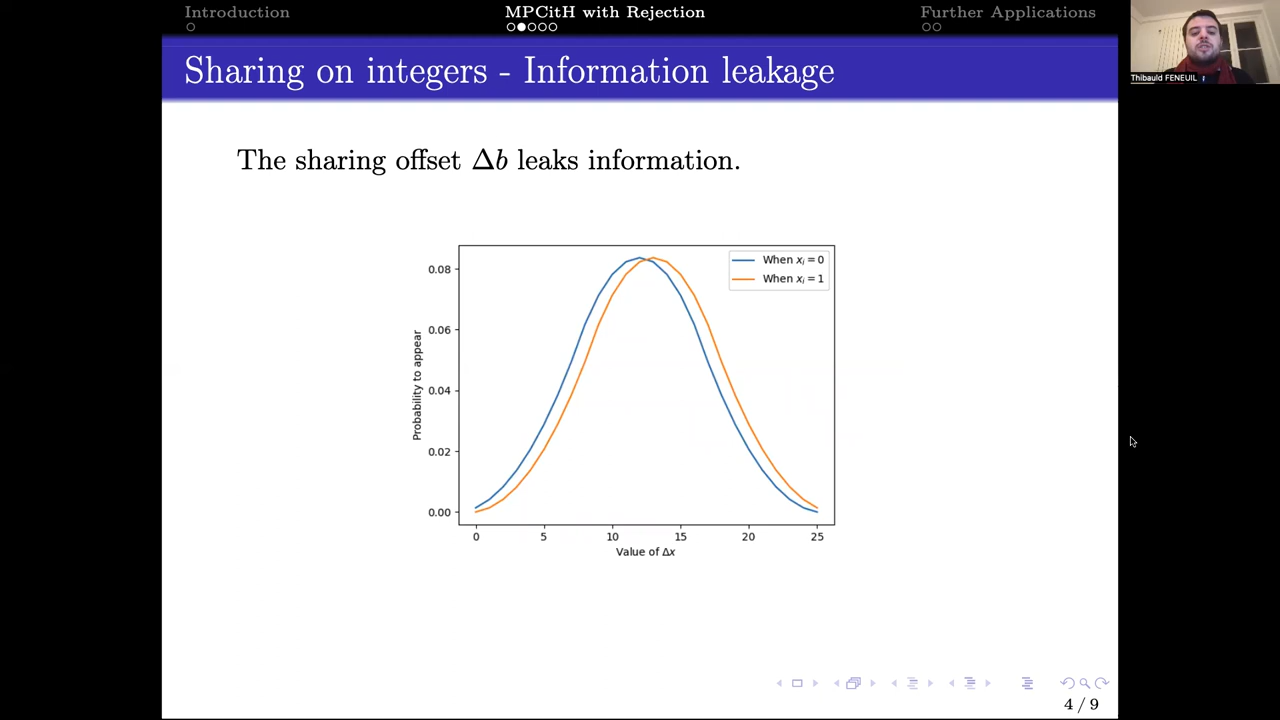 Introduction
MPCitH with Rejection
Further Applications
Sharing on integers - Information leakage
Thibauld FENEUIL
The sharing offset Δb leaks information.
When xᵢ = 0
When xᵢ = 1
Probability to appear
0.08
0.06
0.04
0.02
0.00
0 5 10 15 20 25
Value of Δx
4 / 9